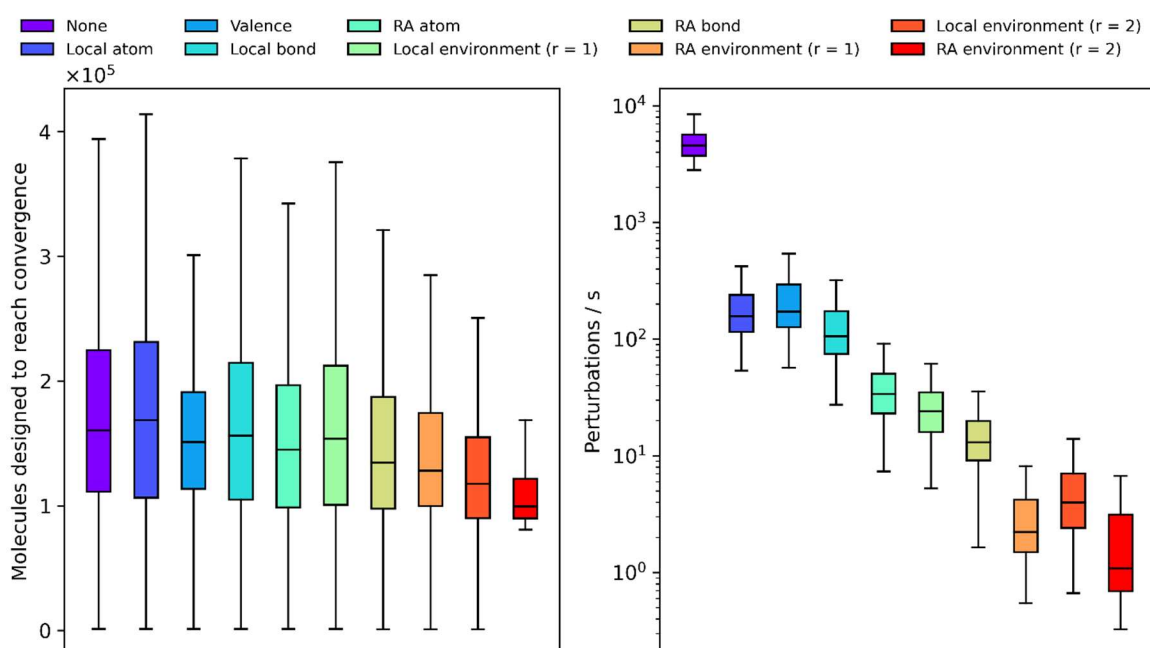 None Valence RA atom RA bond Local environment (r = 2)
Local atom Local bond Local environment (r = 1) RA environment (r = 1) RA environment (r = 2)
×10⁵
Molecules designed to reach convergence
4
3
2
1
0
Perturbations / s
10⁴
10³
10²
10¹
10⁰